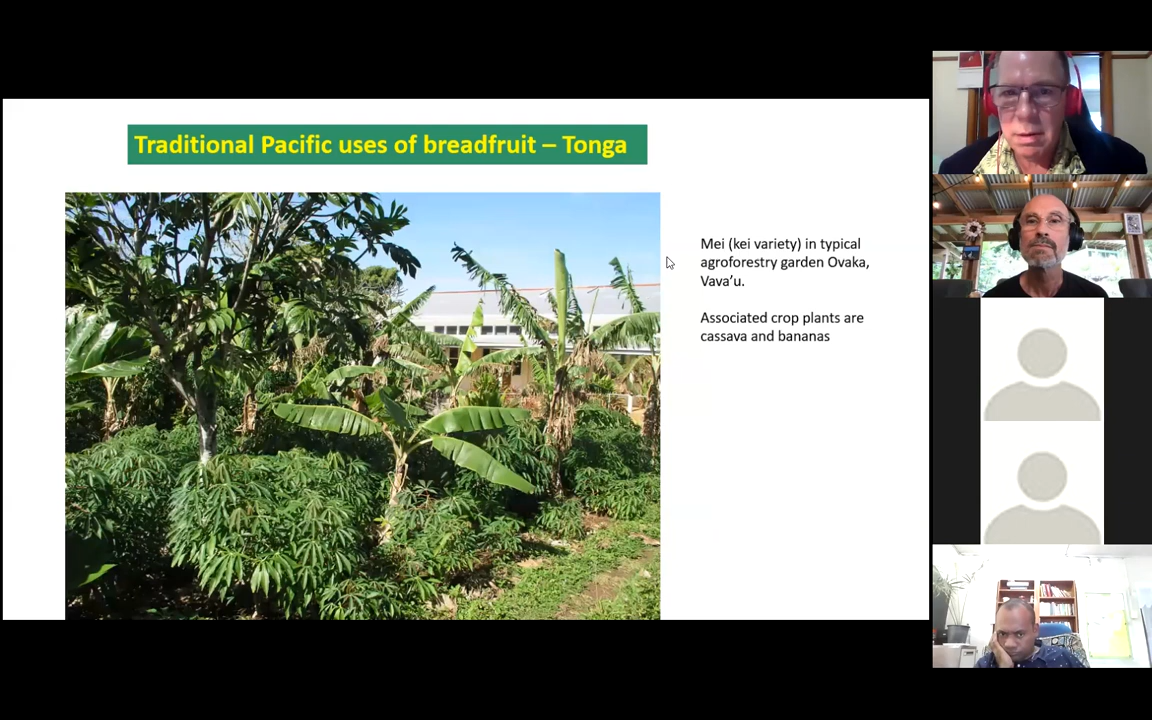 Traditional Pacific uses of breadfruit – Tonga
Mei (kei variety) in typical
agroforestry garden Ovaka,
Vava’u.
Associated crop plants are
cassava and bananas